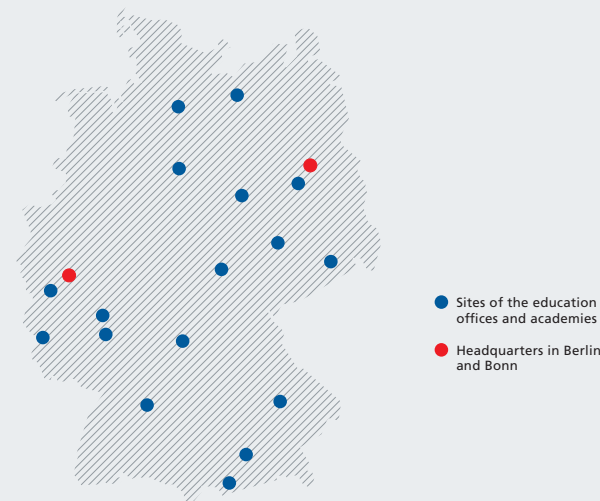 Sites of the education
offices and academies
Headquarters in Berlin
and Bonn